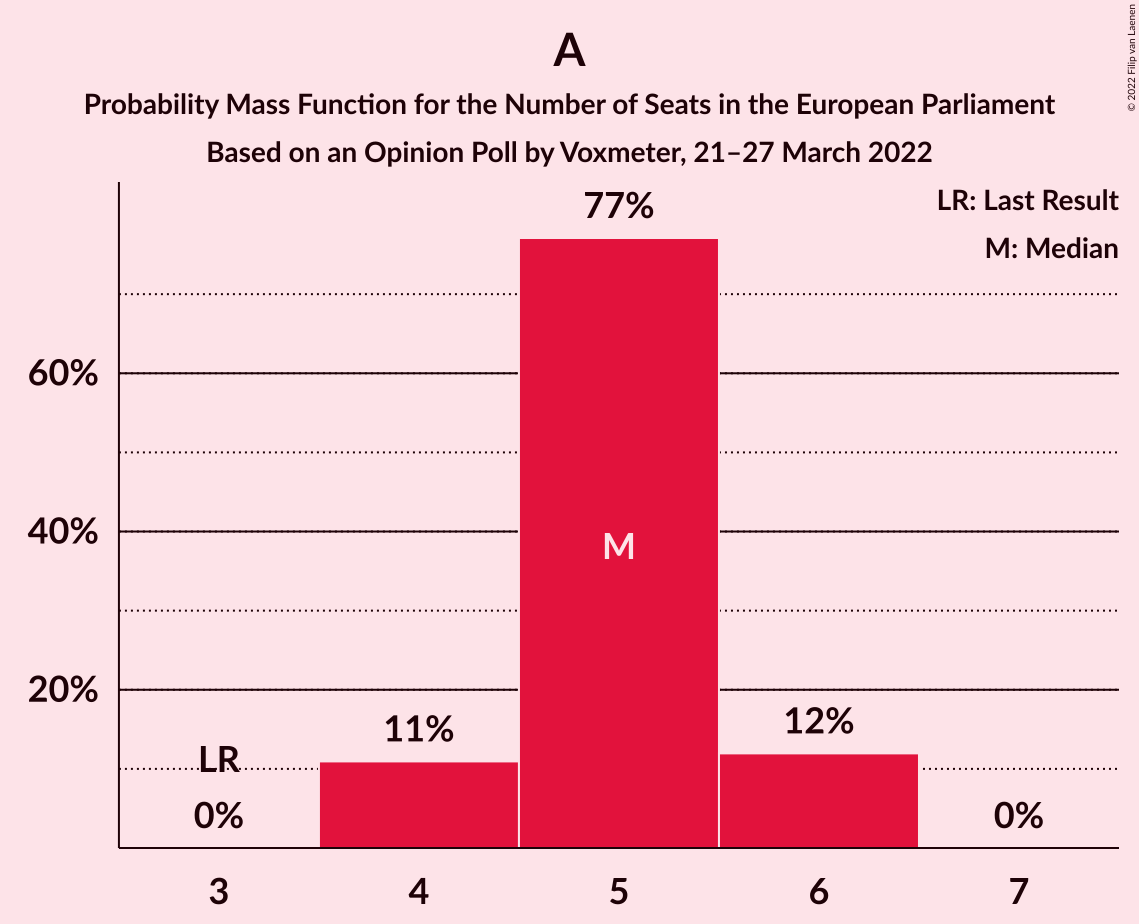 A
Probability Mass Function for the Number of Seats in the European Parliament
Based on an Opinion Poll by Voxmeter, 21–27 March 2022
© 2022 Filip van Laenen
LR: Last Result
M: Median
77%
60%
40%
20%
M
LR
0%
11%
12%
0%
3
4
5
6
7